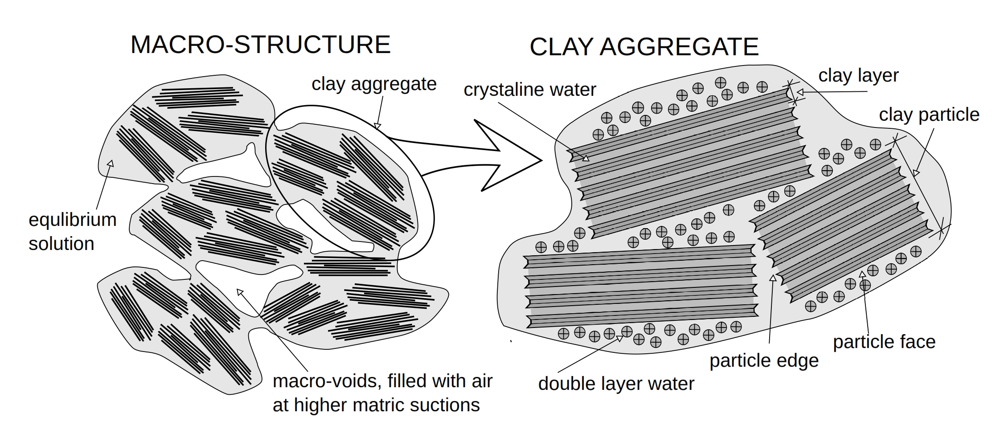 MACRO-STRUCTURE
CLAY AGGREGATE
clay aggregate
crystaline water
clay layer
clay particle
equlibrium
solution
macro-voids, filled with air
at higher matric suctions
double layer water
particle edge
particle face